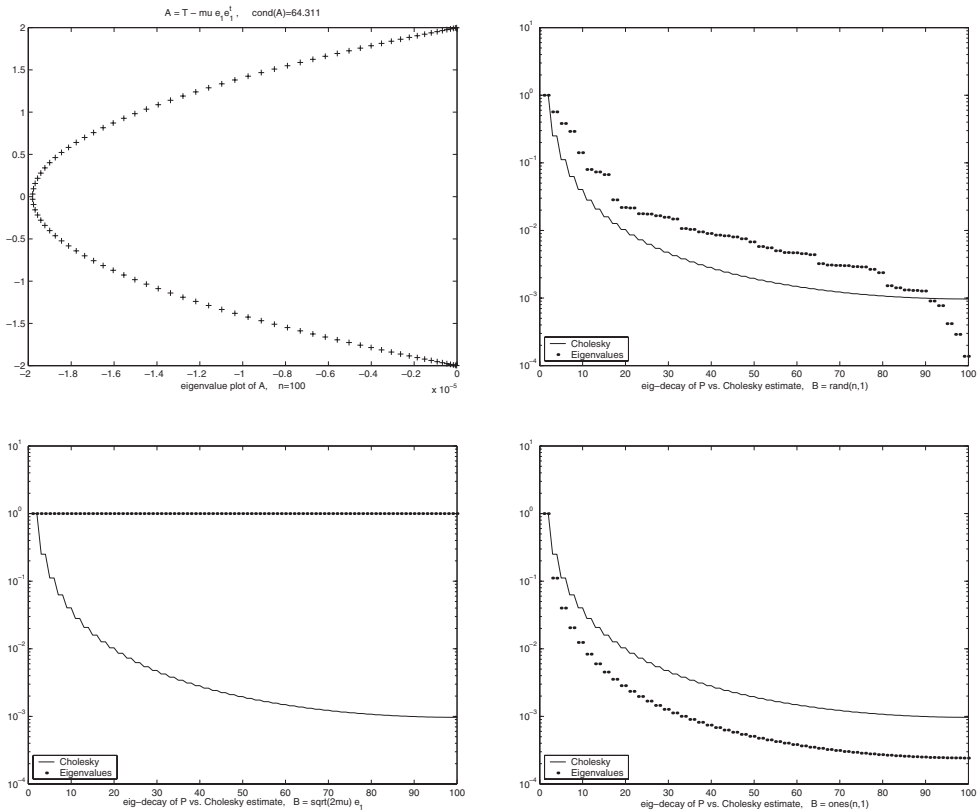 A = T − mu e₁e₁ᵗ , cond(A)=64.311
2
1.5
1
0.5
0
−0.5
−1
−1.5
−2
−2 −1.8 −1.6 −1.4 −1.2 −1 −0.8 −0.6 −0.4 −0.2 0
x 10⁻⁵
eigenvalue plot of A, n=100
10¹
10⁰
10⁻¹
10⁻²
10⁻³
10⁻⁴
Cholesky
Eigenvalues
0 10 20 30 40 50 60 70 80 90 100
eig−decay of P vs. Cholesky estimate, B = rand(n,1)
10¹
10⁰
10⁻¹
10⁻²
10⁻³
10⁻⁴
Cholesky
Eigenvalues
0 10 20 30 40 50 60 70 80 90 100
eig−decay of P vs. Cholesky estimate, B = sqrt(2mu) e₁
10¹
10⁰
10⁻¹
10⁻²
10⁻³
10⁻⁴
Cholesky
Eigenvalues
0 10 20 30 40 50 60 70 80 90 100
eig−decay of P vs. Cholesky estimate, B = ones(n,1)